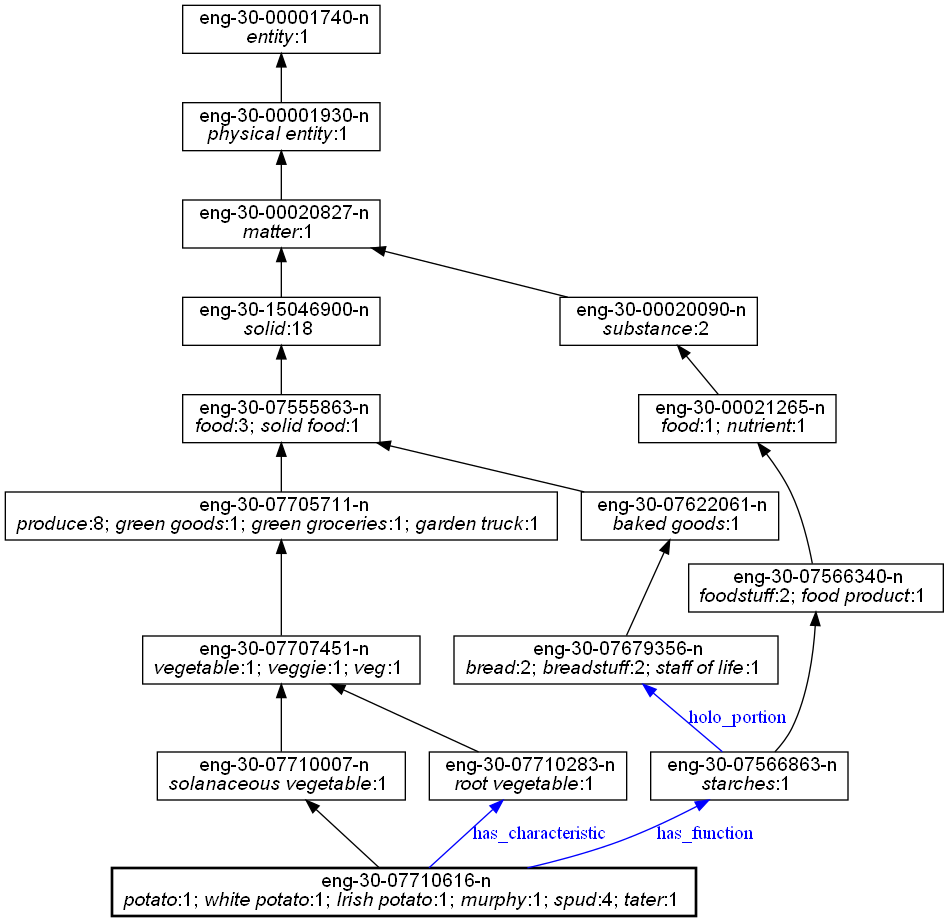 eng-30-00001740-n
entity:1
eng-30-00001930-n
physical entity:1
eng-30-00020827-n
matter:1
eng-30-15046900-n
solid:18
eng-30-00020090-n
substance:2
eng-30-07555863-n
food:3; solid food:1
eng-30-00021265-n
food:1; nutrient:1
eng-30-07705711-n
produce:8; green goods:1; green groceries:1; garden truck:1
eng-30-07622061-n
baked goods:1
eng-30-07566340-n
foodstuff:2; food product:1
eng-30-07707451-n
vegetable:1; veggie:1; veg:1
eng-30-07679356-n
bread:2; breadstuff:2; staff of life:1
holo_portion
eng-30-07710007-n
solanaceous vegetable:1
eng-30-07710283-n
root vegetable:1
eng-30-07566863-n
starches:1
has_characteristic
has_function
eng-30-07710616-n
potato:1; white potato:1; Irish potato:1; murphy:1; spud:4; tater:1